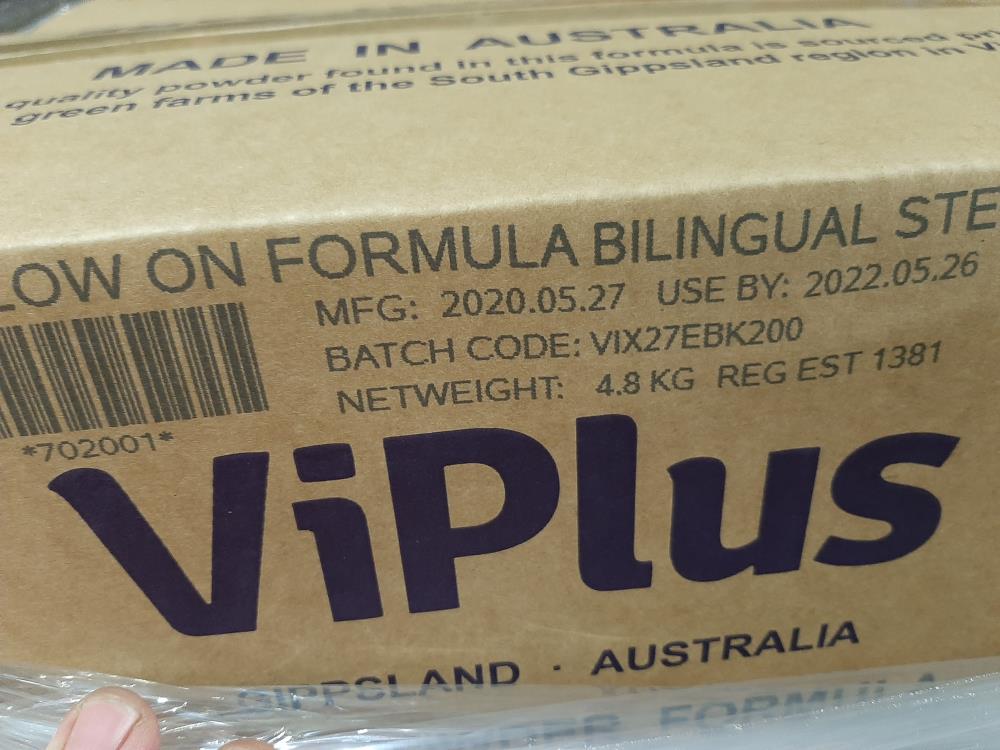 MADE IN AUSTRALIA
quality powder found in this formula is sourced
green farms of the South Gippsland region in
LOW ON FORMULA BILINGUAL STE
MFG: 2020.05.27 USE BY: 2022.05.26
BATCH CODE: VIX27EBK200
NETWEIGHT: 4.8 KG REG EST 1381
*702001*
ViPlus
GIPPSLAND · AUSTRALIA
FORMULA